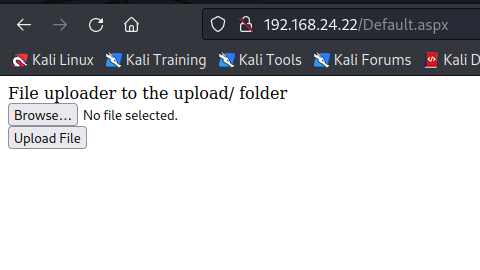 192.168.24.22/Default.aspx
Kali Linux Kali Training Kali Tools Kali Forums Kali D
File uploader to the upload/ folder
Browse... No file selected.
Upload File